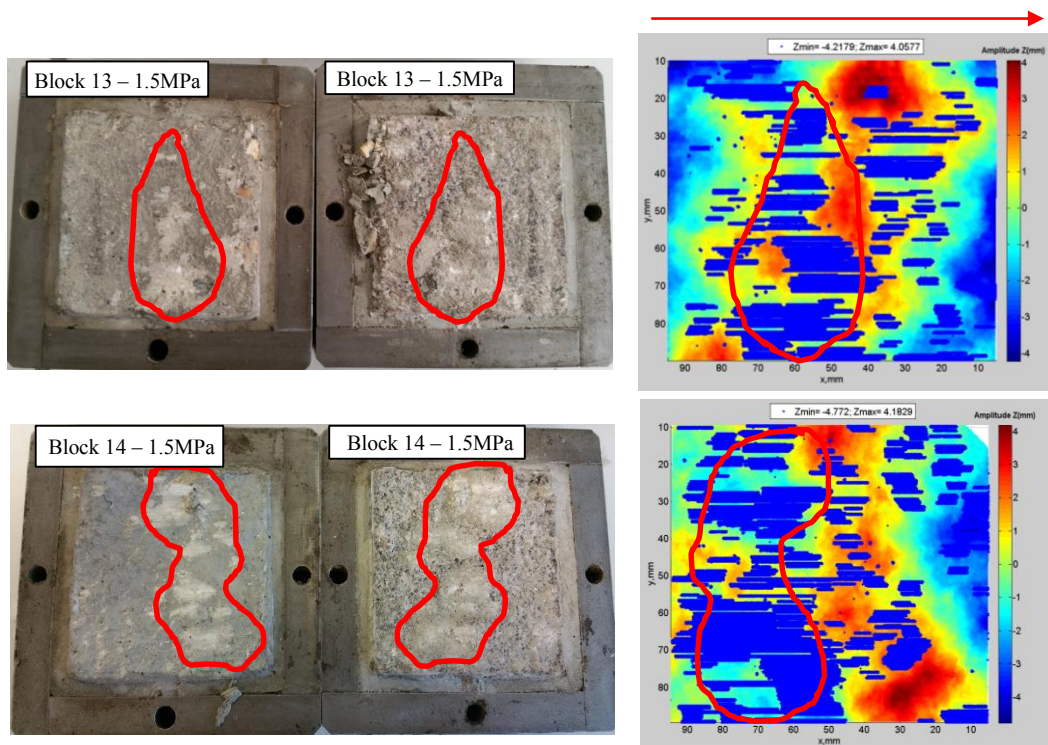 Block 13 – 1.5MPa
Block 13 – 1.5MPa
Zmin= -4.2179; Zmax= 4.0577
Amplitude Z(mm)
10
20
30
40
50
60
70
80
y,mm
90 80 70 60 50 40 30 20 10
x,mm
4
3
2
1
0
-1
-2
-3
-4
Block 14 – 1.5MPa
Block 14 – 1.5MPa
Zmin= -4.772; Zmax= 4.1829
Amplitude Z(mm)
10
20
30
40
50
60
70
80
y,mm
90 80 70 60 50 40 30 20 10
x,mm
4
3
2
1
0
-1
-2
-3
-4